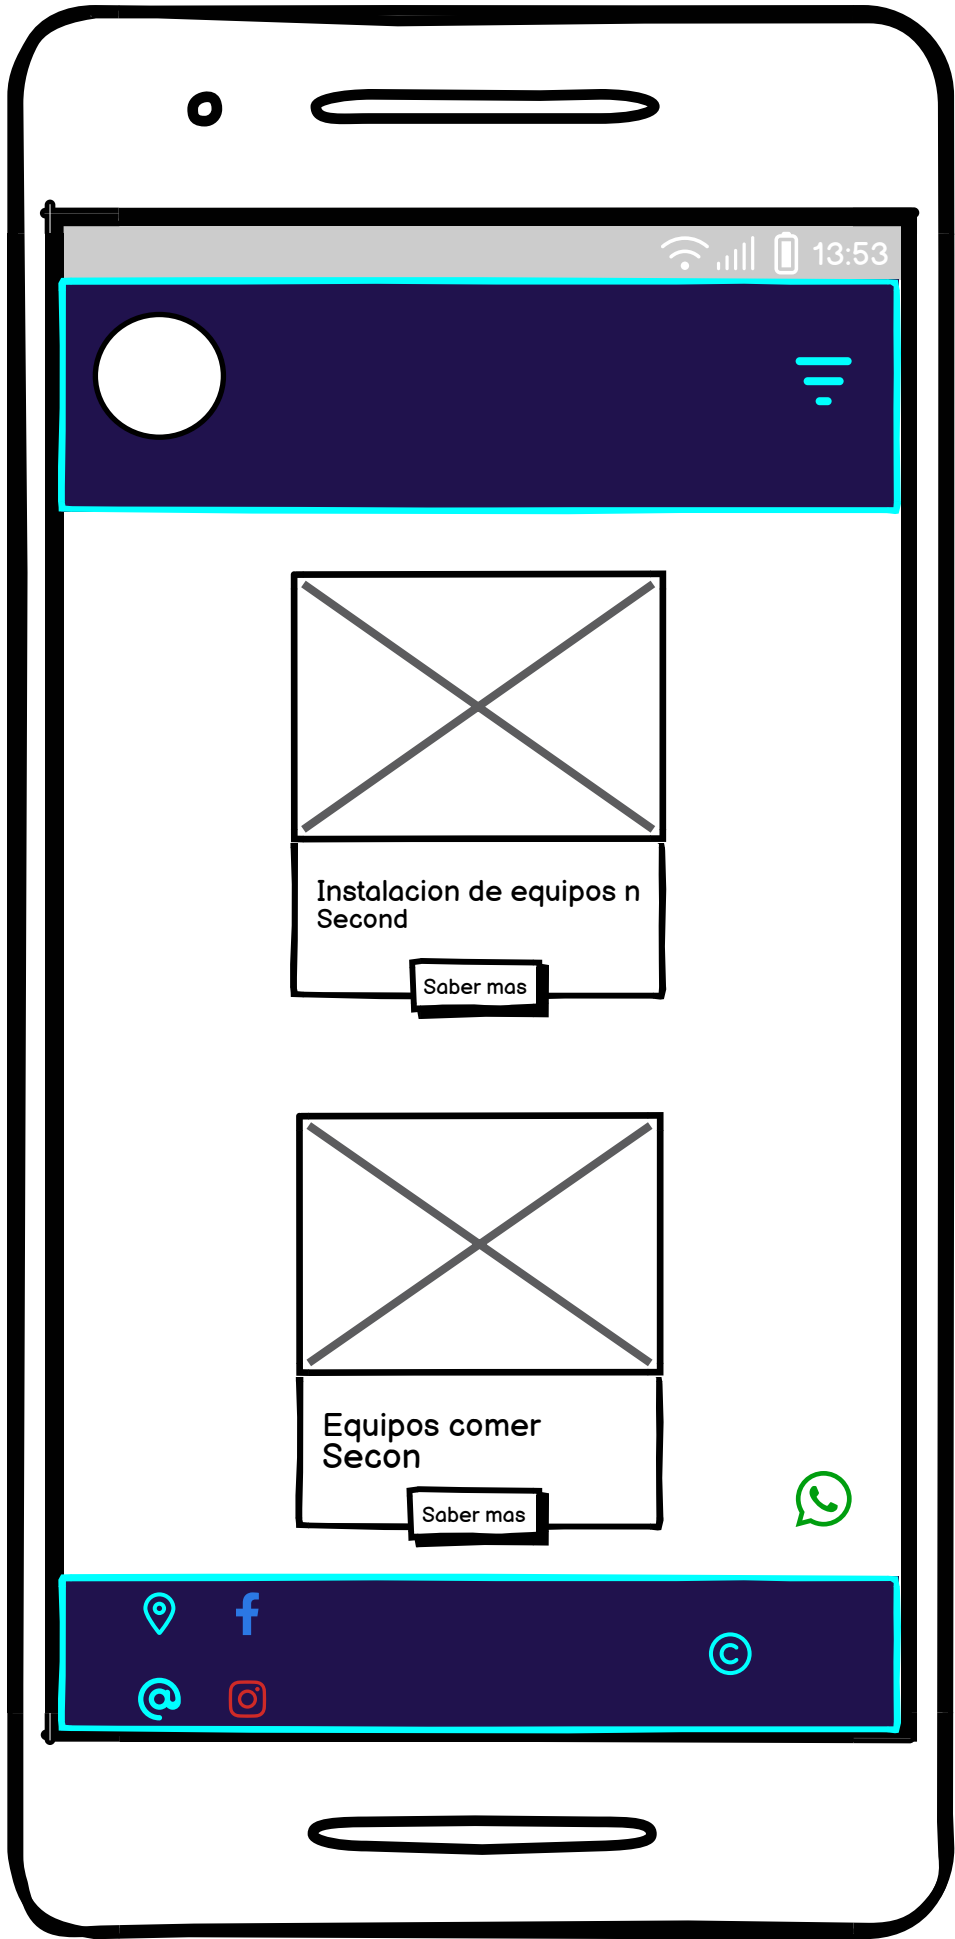 13:53
Instalacion de equipos n
Second
Saber mas
Equipos comer
Secon
Saber mas